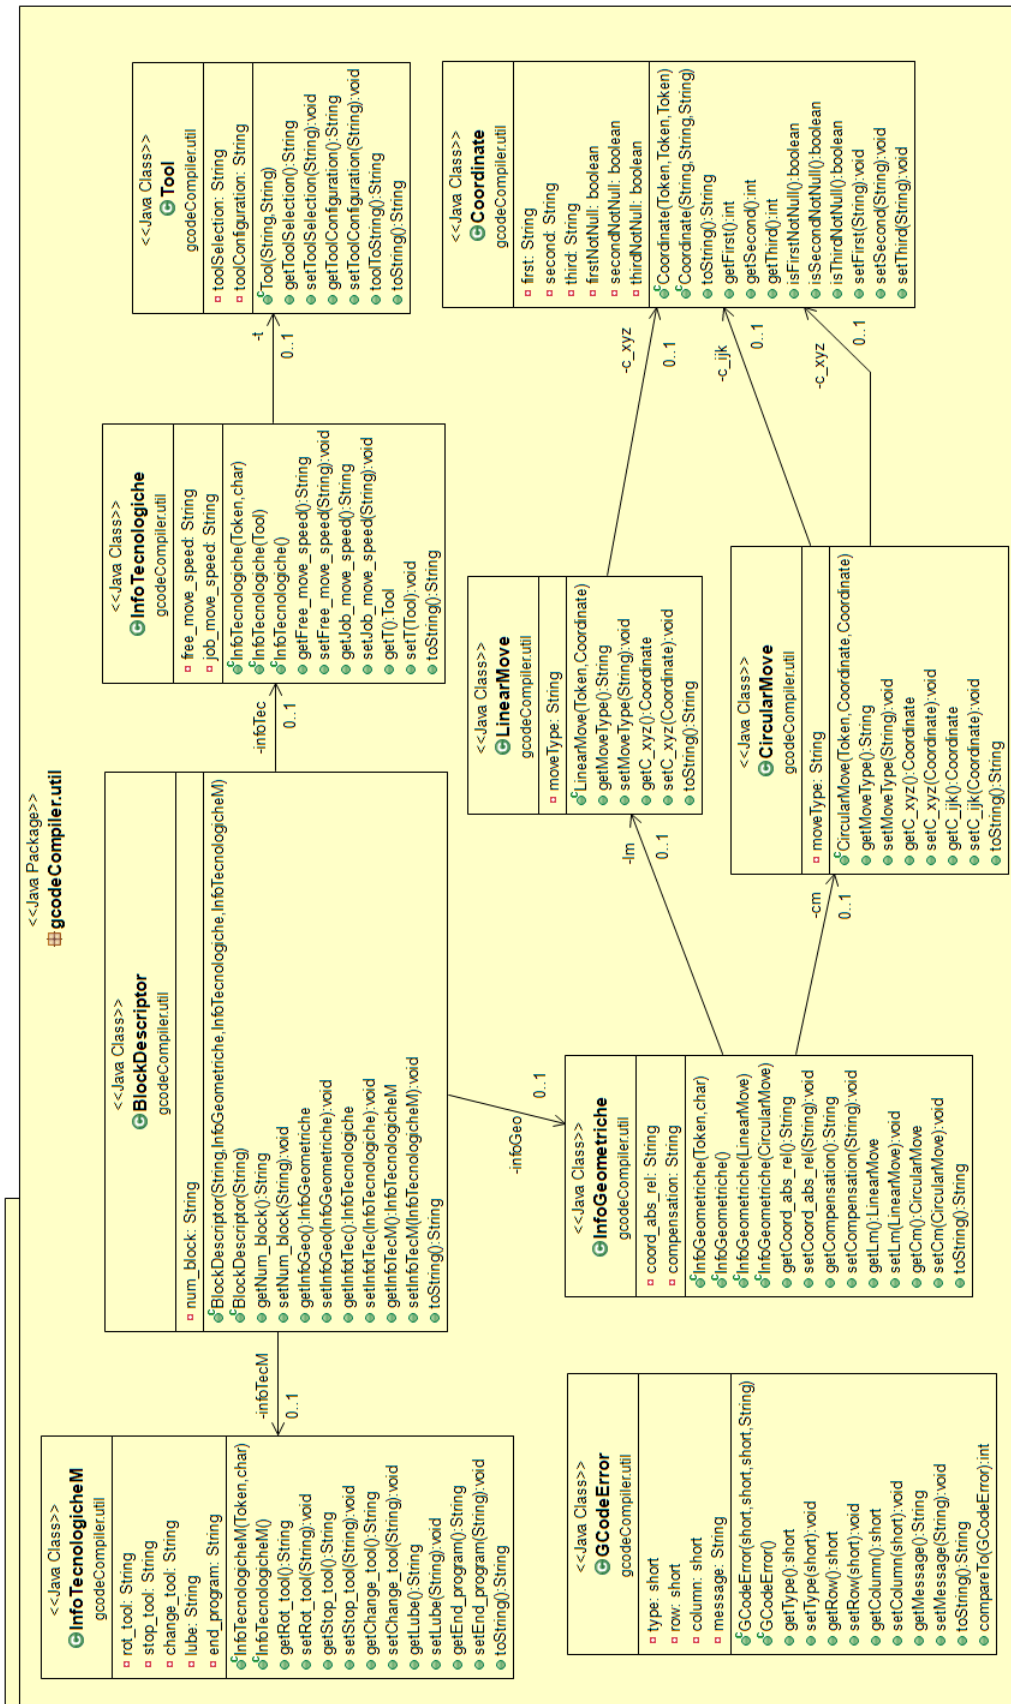 <<Java Package>>
gcodeCompiler.util
<<Java Class>>
InfoTecnologicheM
gcodeCompiler.util
rot_tool: String
stop_tool: String
change_tool: String
lube: String
end_program: String
InfoTecnologicheM(Token,char)
InfoTecnologicheM()
getRot_tool():String
setRot_tool(String):void
getStop_tool():String
setStop_tool(String):void
getChange_tool():String
setChange_tool(String):void
getLube():String
setLube(String):void
getEnd_program():String
setEnd_program(String):void
toString():String
-infoTecM
0..1
<<Java Class>>
BlockDescriptor
gcodeCompiler.util
num_block: String
BlockDescriptor(String,InfoGeometriche,InfoTecnologiche,InfoTecnologicheM)
BlockDescriptor(String)
getNum_block():String
setNum_block(String):void
getInfoGeo():InfoGeometriche
setInfoGeo(InfoGeometriche):void
getInfotTec():InfoTecnologiche
setInfotTec(InfoTecnologiche):void
getInfoTecM():InfoTecnologicheM
setInfoTecM(InfoTecnologicheM):void
toString():String
-infoTec
0..1
<<Java Class>>
InfoTecnologiche
gcodeCompiler.util
free_move_speed: String
job_move_speed: String
InfoTecnologiche(Token,char)
InfoTecnologiche(Tool)
InfoTecnologiche()
getFree_move_speed():String
setFree_move_speed(String):void
getJob_move_speed():String
setJob_move_speed(String):void
getT():Tool
setT(Tool):void
toString():String
-t
0..1
<<Java Class>>
Tool
gcodeCompiler.util
toolSelection: String
toolConfiguration: String
Tool(String,String)
getToolSelection():String
setToolSelection(String):void
getToolConfiguration():String
setToolConfiguration(String):void
toolToString():String
toString():String
-infoGeo
0..1
<<Java Class>>
GCodeError
gcodeCompiler.util
type: short
row: short
column: short
message: String
GCodeError(short,short,short,String)
GCodeError()
getType():short
setType(short):void
getRow():short
setRow(short):void
getColumn():short
setColumn(short):void
getMessage():String
setMessage(String):void
toString():String
compareTo(GCodeError):int
<<Java Class>>
InfoGeometriche
gcodeCompiler.util
coord_abs_rel: String
compensation: String
InfoGeometriche(Token,char)
InfoGeometriche()
InfoGeometriche(LinearMove)
InfoGeometriche(CircularMove)
getCoord_abs_rel():String
setCoord_abs_rel(String):void
getCompensation():String
setCompensation(String):void
getLm():LinearMove
setLm(LinearMove):void
getCm():CircularMove
setCm(CircularMove):void
toString():String
-lm
0..1
-cm
0..1
<<Java Class>>
LinearMove
gcodeCompiler.util
moveType: String
LinearMove(Token,Coordinate)
getMoveType():String
setMoveType(String):void
getC_xyz():Coordinate
setC_xyz(Coordinate):void
toString():String
<<Java Class>>
CircularMove
gcodeCompiler.util
moveType: String
CircularMove(Token,Coordinate,Coordinate)
getMoveType():String
setMoveType(String):void
getC_xyz():Coordinate
setC_xyz(Coordinate):void
getC_ijk():Coordinate
setC_ijk(Coordinate):void
toString():String
-c_xyz
0..1
-c_ijk
0..1
-c_xyz
0..1
<<Java Class>>
Coordinate
gcodeCompiler.util
first: String
second: String
third: String
firstNotNull: boolean
secondNotNull: boolean
thirdNotNull: boolean
Coordinate(Token,Token,Token)
Coordinate(String,String,String)
toString():String
getFirst():int
getSecond():int
getThird():int
isFirstNotNull():boolean
isSecondNotNull():boolean
isThirdNotNull():boolean
setFirst(String):void
setSecond(String):void
setThird(String):void